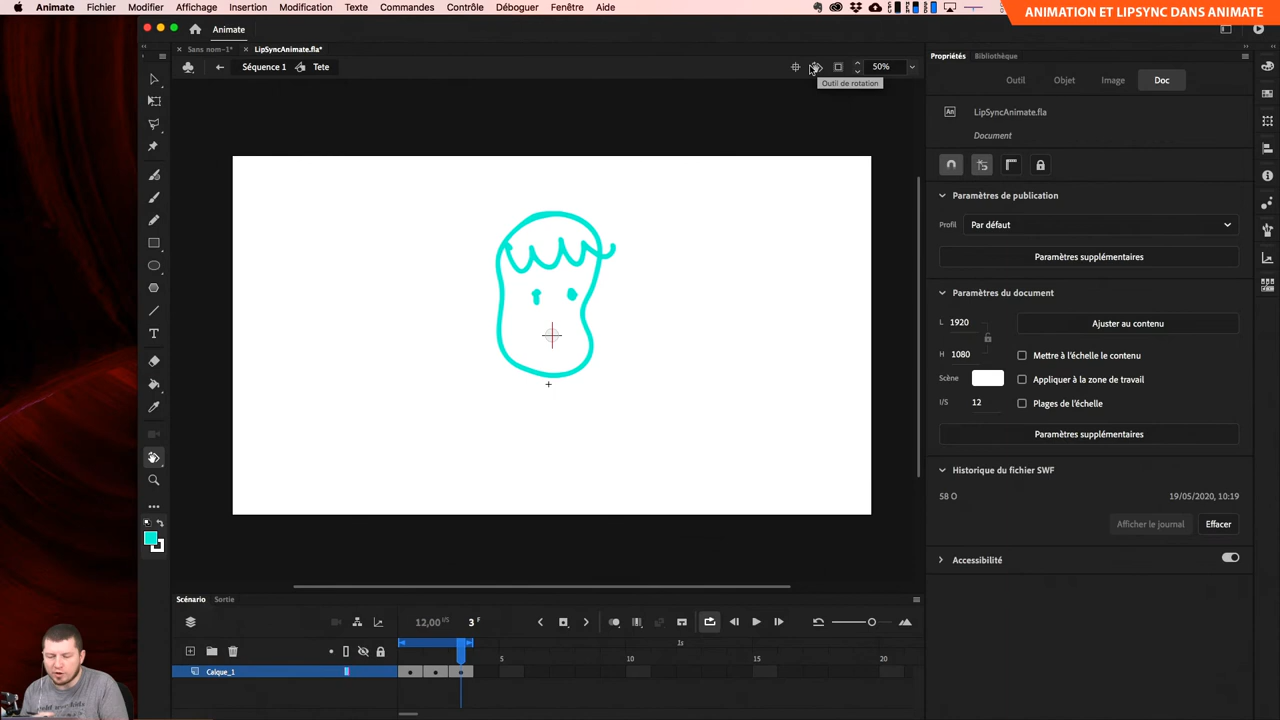 Animate Fichier Edition Affichage Insertion Modification Texte Commandes Contrôle Déboguer Fenêtre Aide
ANIMATION ET LIPSYNC DANS ANIMATE
Animate
Sans nom-1* LipSyncAnimate.fla*
Séquence 1 Tete
50%
Outil de rotation
Propriétés Bibliothèque
Outil Objet Image Doc
An LipSyncAnimate.fla
Document
Paramètres de publication
Profil Par défaut
Paramètres supplémentaires
Paramètres du document
L 1920 Ajuster au contenu
H 1080 Mettre à l'échelle le contenu
Scène Appliquer à la zone de travail
I/S 12 Plages de l'échelle
Paramètres supplémentaires
Historique du fichier SWF
58 O 19/05/2020, 10:19
Afficher le journal Effacer
Accessibilité
Scénario Sortie
12,00 I/S 3 F
1s
5 10 15 20
Calque_1